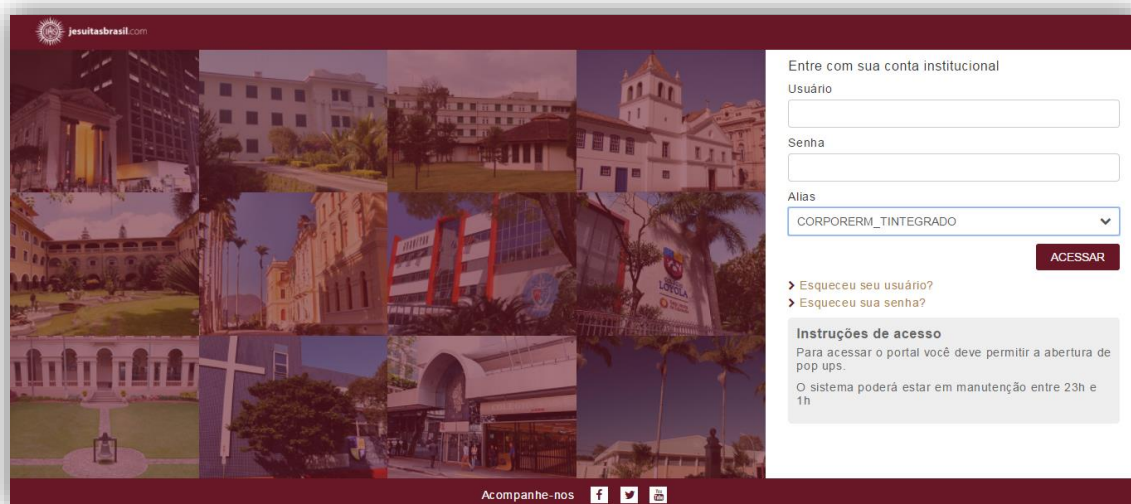 jesuitasbrasil.com
Entre com sua conta institucional
Usuário
Senha
Alias
CORPORERM_TINTEGRADO
ACESSAR
Esqueceu seu usuário?
Esqueceu sua senha?
Instruções de acesso
Para acessar o portal você deve permitir a abertura de
pop ups.
O sistema poderá estar em manutenção entre 23h e
1h
LOYOLA
Acompanhe-nos